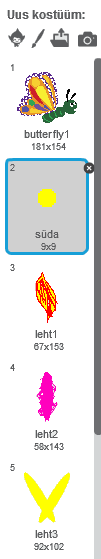 Uus kostüüm:
1
butterfly1
181x154
2
süda
9x9
3
leht1
67x153
4
leht2
58x143
5
leht3
92x102